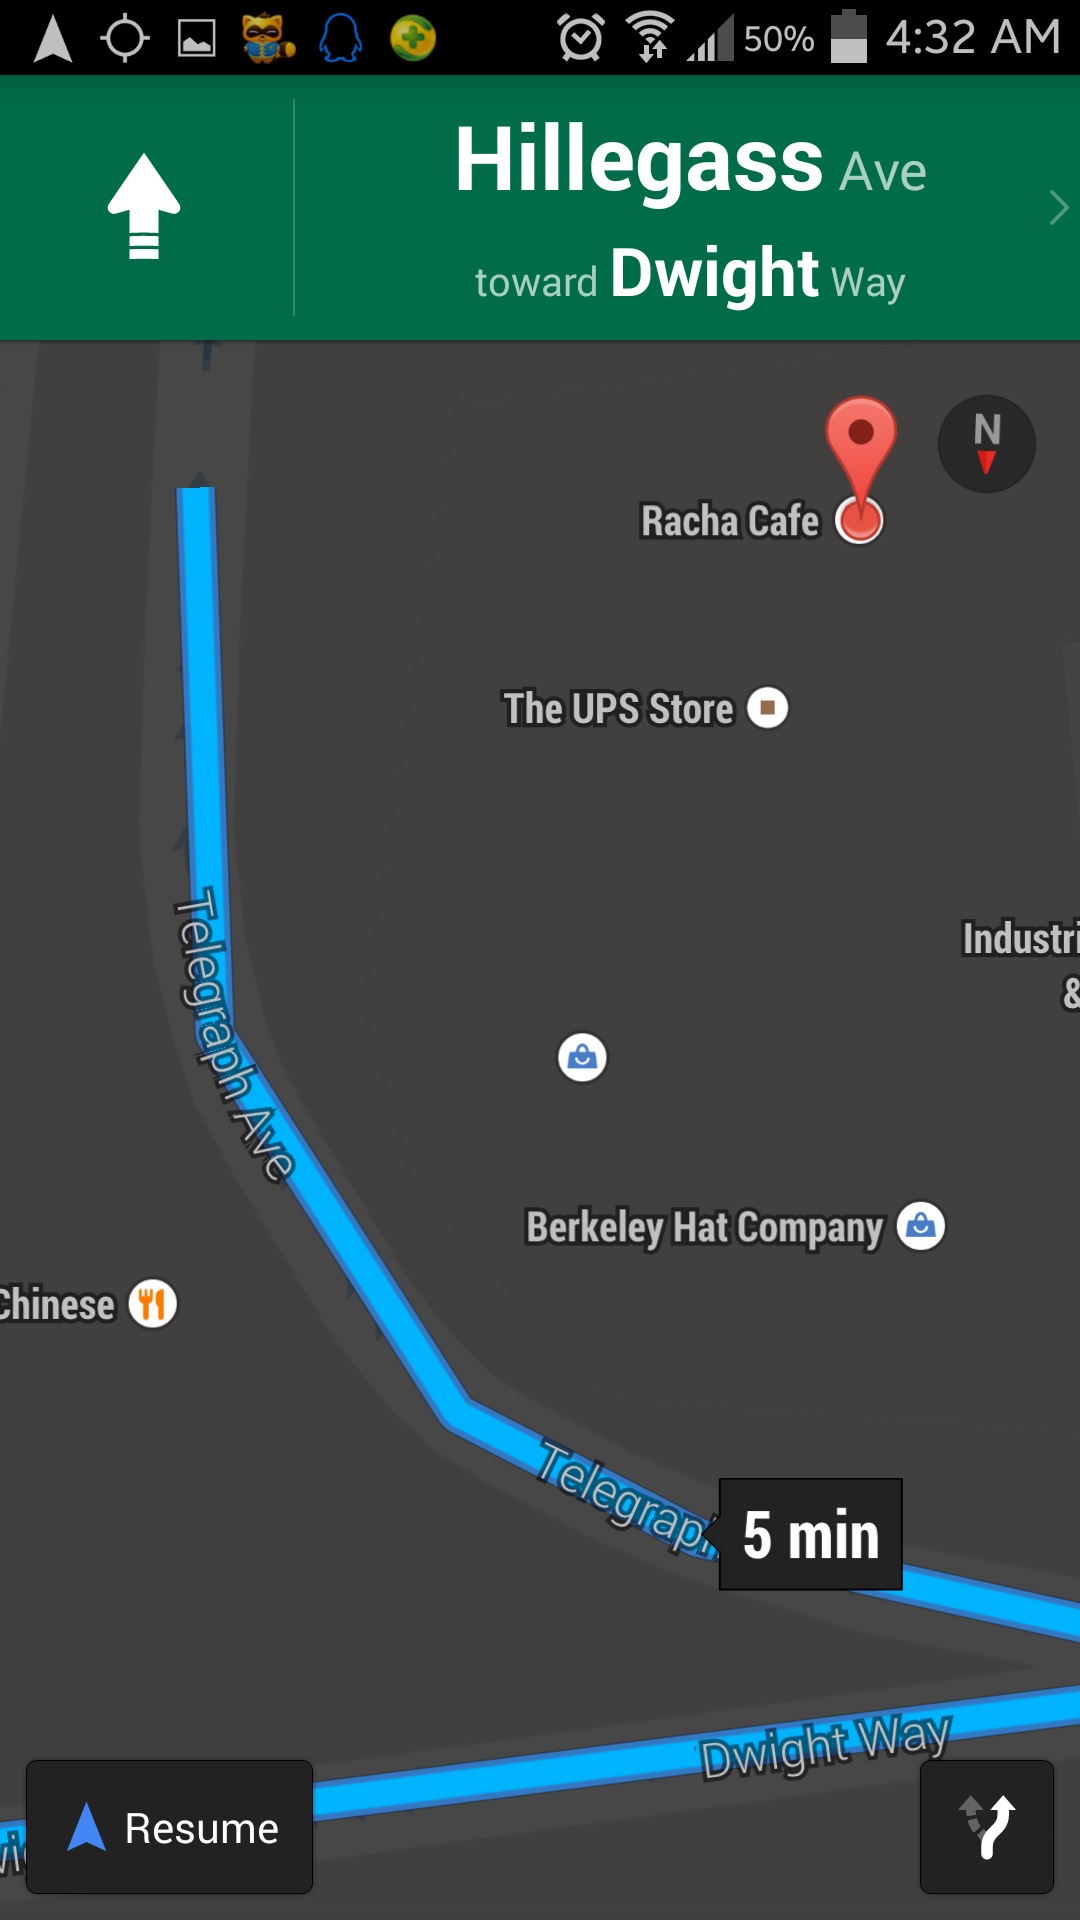 50% 4:32 AM
Hillegass Ave
toward Dwight Way
N
Racha Cafe
The UPS Store
Telegraph Ave
Industri
&
Berkeley Hat Company
Chinese
Telegraph
5 min
Dwight Way
Resume